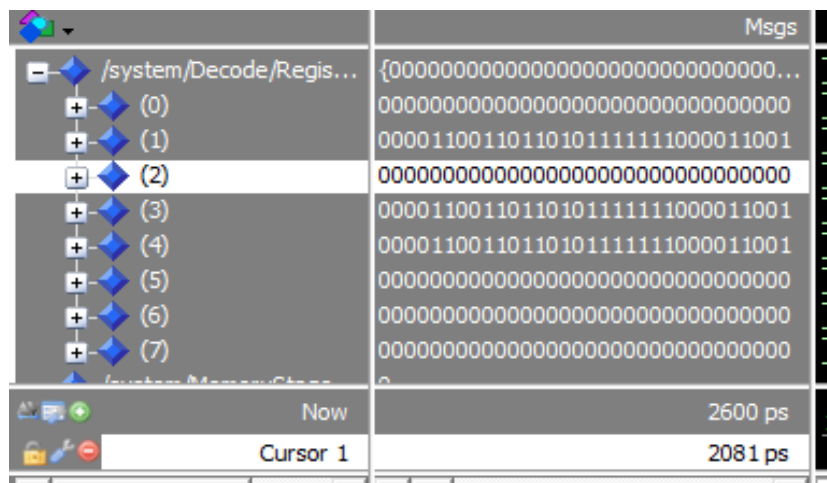 Msgs
/system/Decode/Regis... {000000000000000000000000000000...
(0) 00000000000000000000000000000000
(1) 00001100110110101111111000011001
(2) 00000000000000000000000000000000
(3) 00001100110110101111111000011001
(4) 00001100110110101111111000011001
(5) 00000000000000000000000000000000
(6) 00000000000000000000000000000000
(7) 00000000000000000000000000000000
Now 2600 ps
Cursor 1 2081 ps